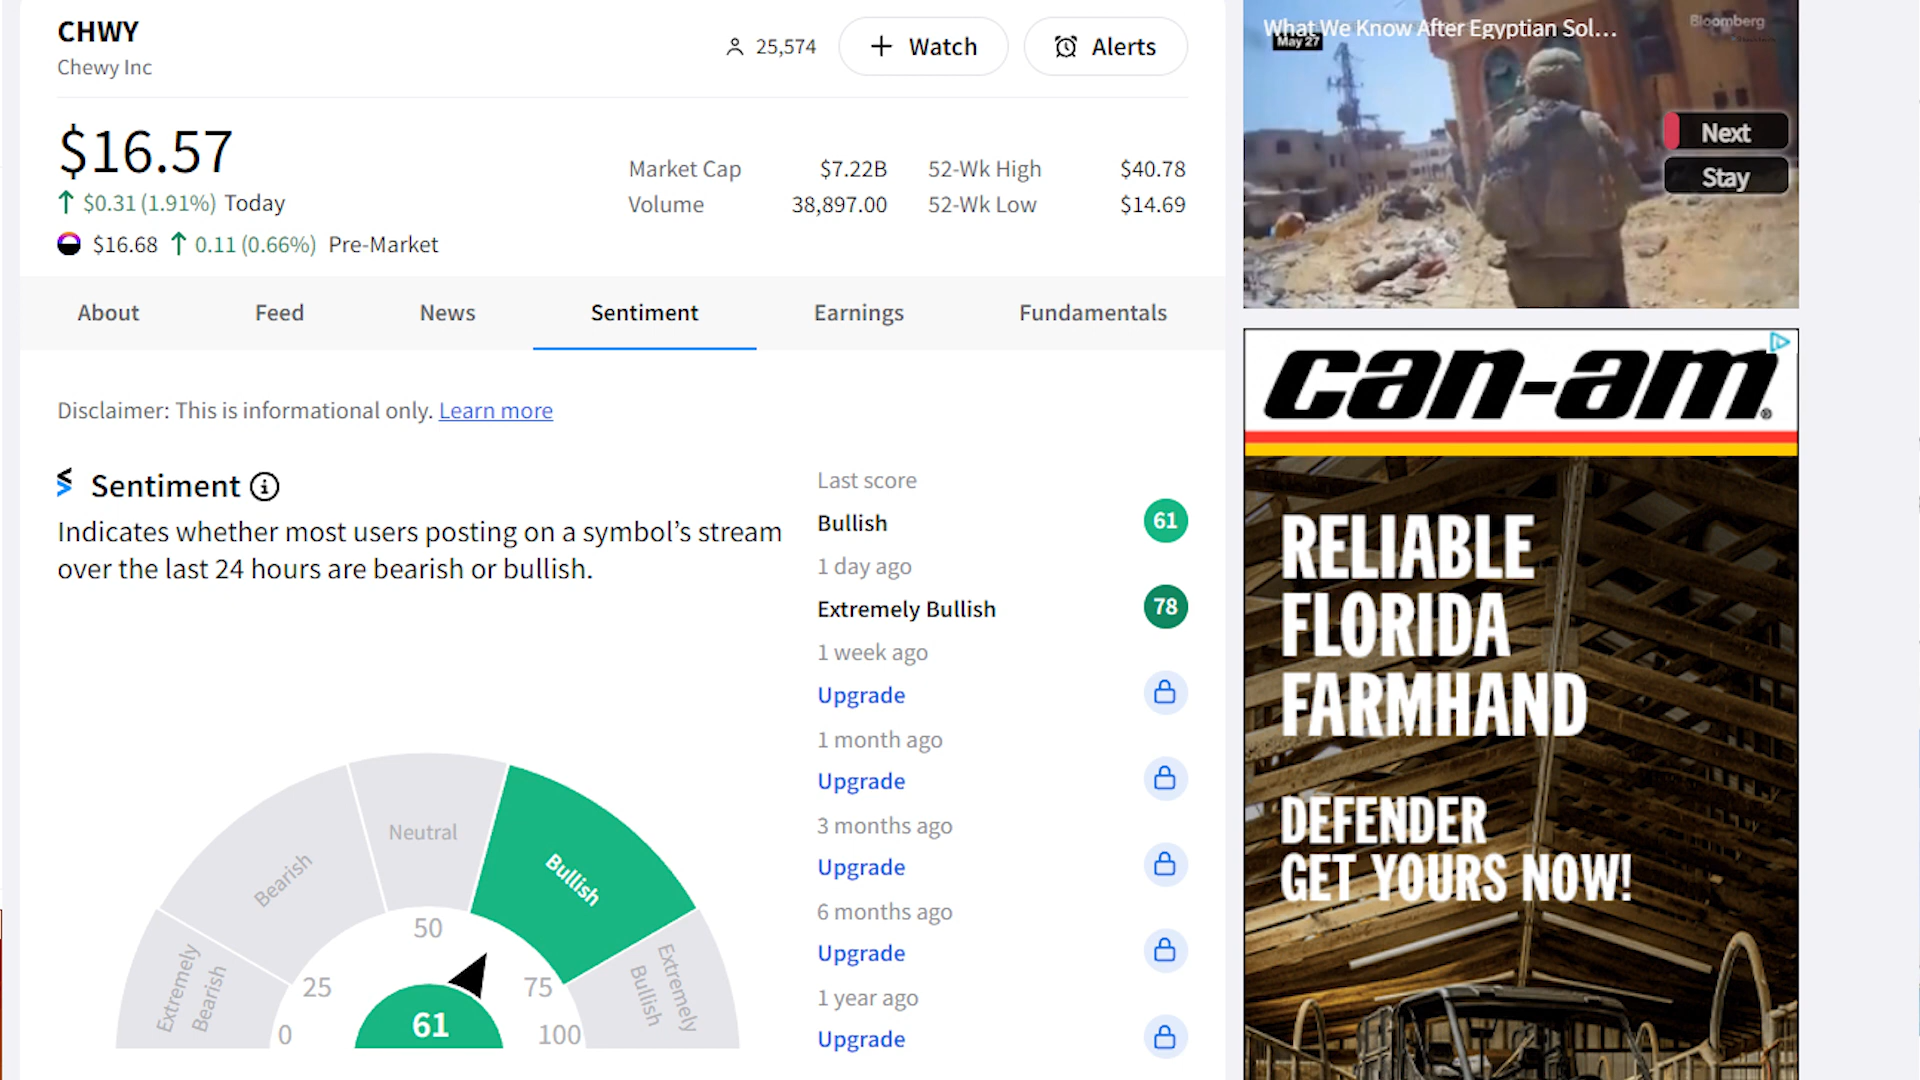 CHWY
Chewy Inc
25,574
+ Watch
Alerts
$16.57
↑ $0.31 (1.91%) Today
$16.68 ↑ 0.11 (0.66%) Pre-Market
Market Cap $7.22B 52-Wk High $40.78
Volume 38,897.00 52-Wk Low $14.69
About Feed News Sentiment Earnings Fundamentals
Disclaimer: This is informational only. Learn more
Sentiment
Indicates whether most users posting on a symbol’s stream
over the last 24 hours are bearish or bullish.
Extremely
Bearish
Bearish
Neutral
Bullish
Extremely
Bullish
0
25
50
75
100
61
Last score
Bullish 61
1 day ago
Extremely Bullish 78
1 week ago
Upgrade
1 month ago
Upgrade
3 months ago
Upgrade
6 months ago
Upgrade
1 year ago
Upgrade
What We Know After Egyptian Sol...
May 27
Bloomberg
Next
Stay
can-am®
RELIABLE
FLORIDA
FARMHAND
DEFENDER
GET YOURS NOW!